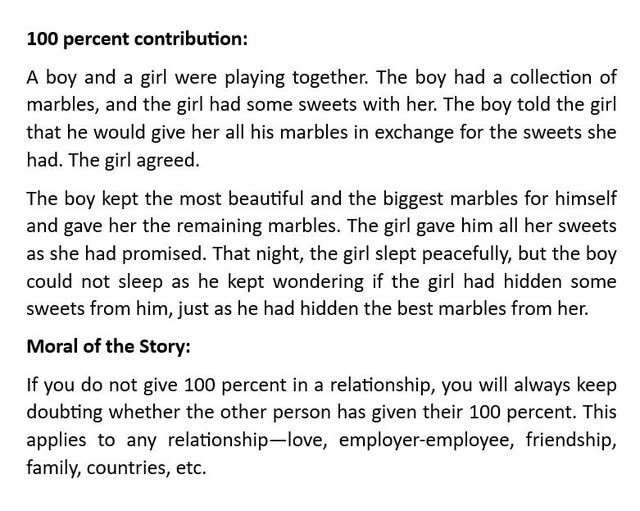 100 percent contribution:
A boy and a girl were playing together. The boy had a collection of
marbles, and the girl had some sweets with her. The boy told the girl
that he would give her all his marbles in exchange for the sweets she
had. The girl agreed.
The boy kept the most beautiful and the biggest marbles for himself
and gave her the remaining marbles. The girl gave him all her sweets
as she had promised. That night, the girl slept peacefully, but the boy
could not sleep as he kept wondering if the girl had hidden some
sweets from him, just as he had hidden the best marbles from her.
Moral of the Story:
If you do not give 100 percent in a relationship, you will always keep
doubting whether the other person has given their 100 percent. This
applies to any relationship—love, employer-employee, friendship,
family, countries, etc.